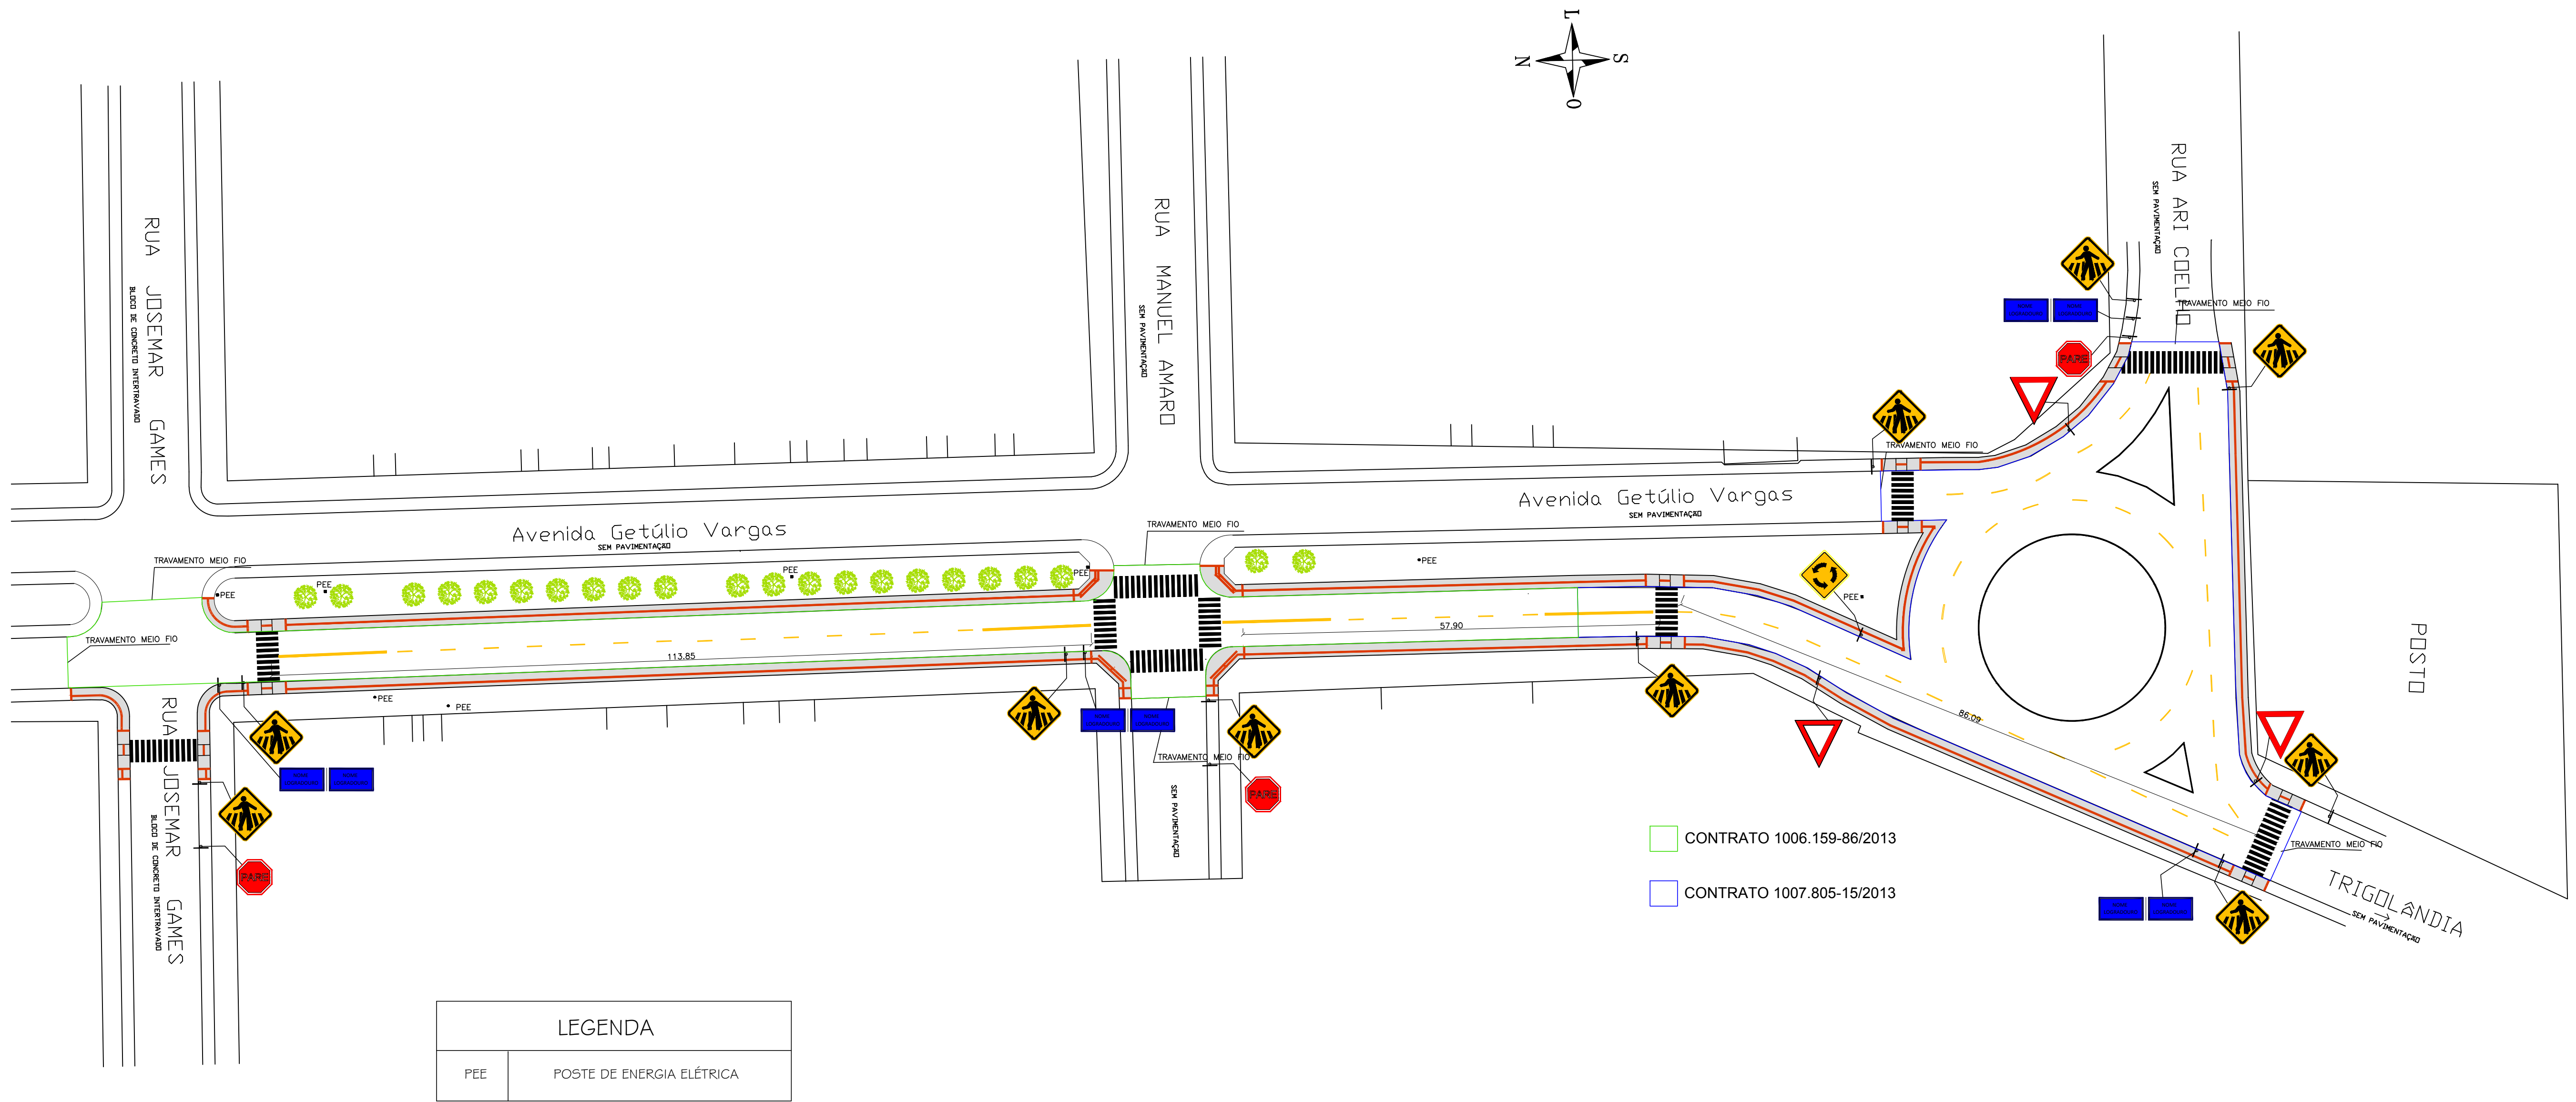 L
N
S
O
RUA JOSEMAR GAMES
BLOCO DE CONCRETO INTERTRAVADO
RUA MANUEL AMARO
SEM PAVIMENTAÇÃO
RUA ARI COELHO
SEM PAVIMENTAÇÃO
TRAVAMENTO MEIO FIO
PARE
TRAVAMENTO MEIO FIO
Avenida Getúlio Vargas
SEM PAVIMENTAÇÃO
Avenida Getúlio Vargas
SEM PAVIMENTAÇÃO
TRAVAMENTO MEIO FIO
TRAVAMENTO MEIO FIO
PEE
PEE
PEE
PEE
PEE
PEE
TRAVAMENTO MEIO FIO
113.85
57.90
86.09
POSTO
PEE
PEE
RUA JOSEMAR GAMES
BLOCO DE CONCRETO INTERTRAVADO
PARE
TRAVAMENTO MEIO FIO
SEM PAVIMENTAÇÃO
PARE
TRAVAMENTO MEIO FIO
TRIGOLÂNDIA
SEM PAVIMENTAÇÃO
CONTRATO 1006.159-86/2013
CONTRATO 1007.805-15/2013
LEGENDA
PEE
POSTE DE ENERGIA ELÉTRICA